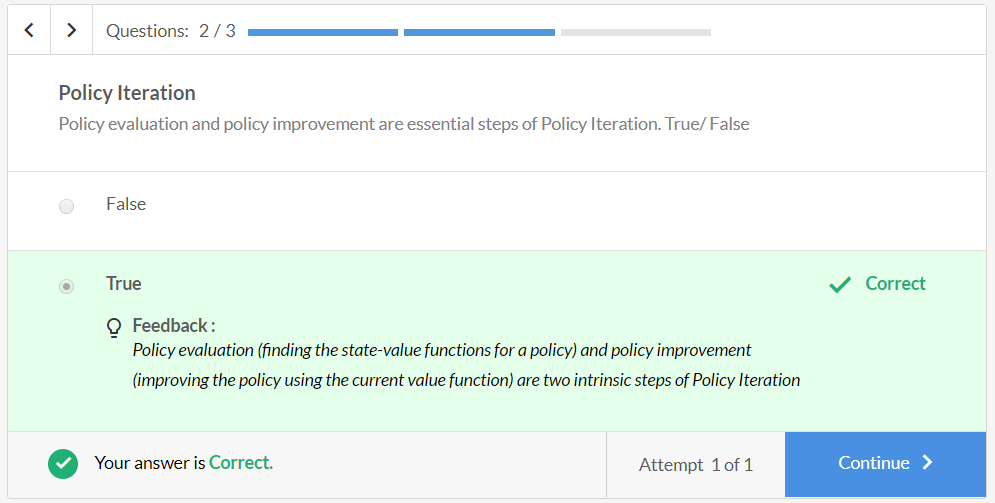 Questions: 2 / 3
Policy Iteration
Policy evaluation and policy improvement are essential steps of Policy Iteration. True/ False
False
True
Correct
Feedback :
Policy evaluation (finding the state-value functions for a policy) and policy improvement
(improving the policy using the current value function) are two intrinsic steps of Policy Iteration
Your answer is Correct.
Attempt 1 of 1
Continue